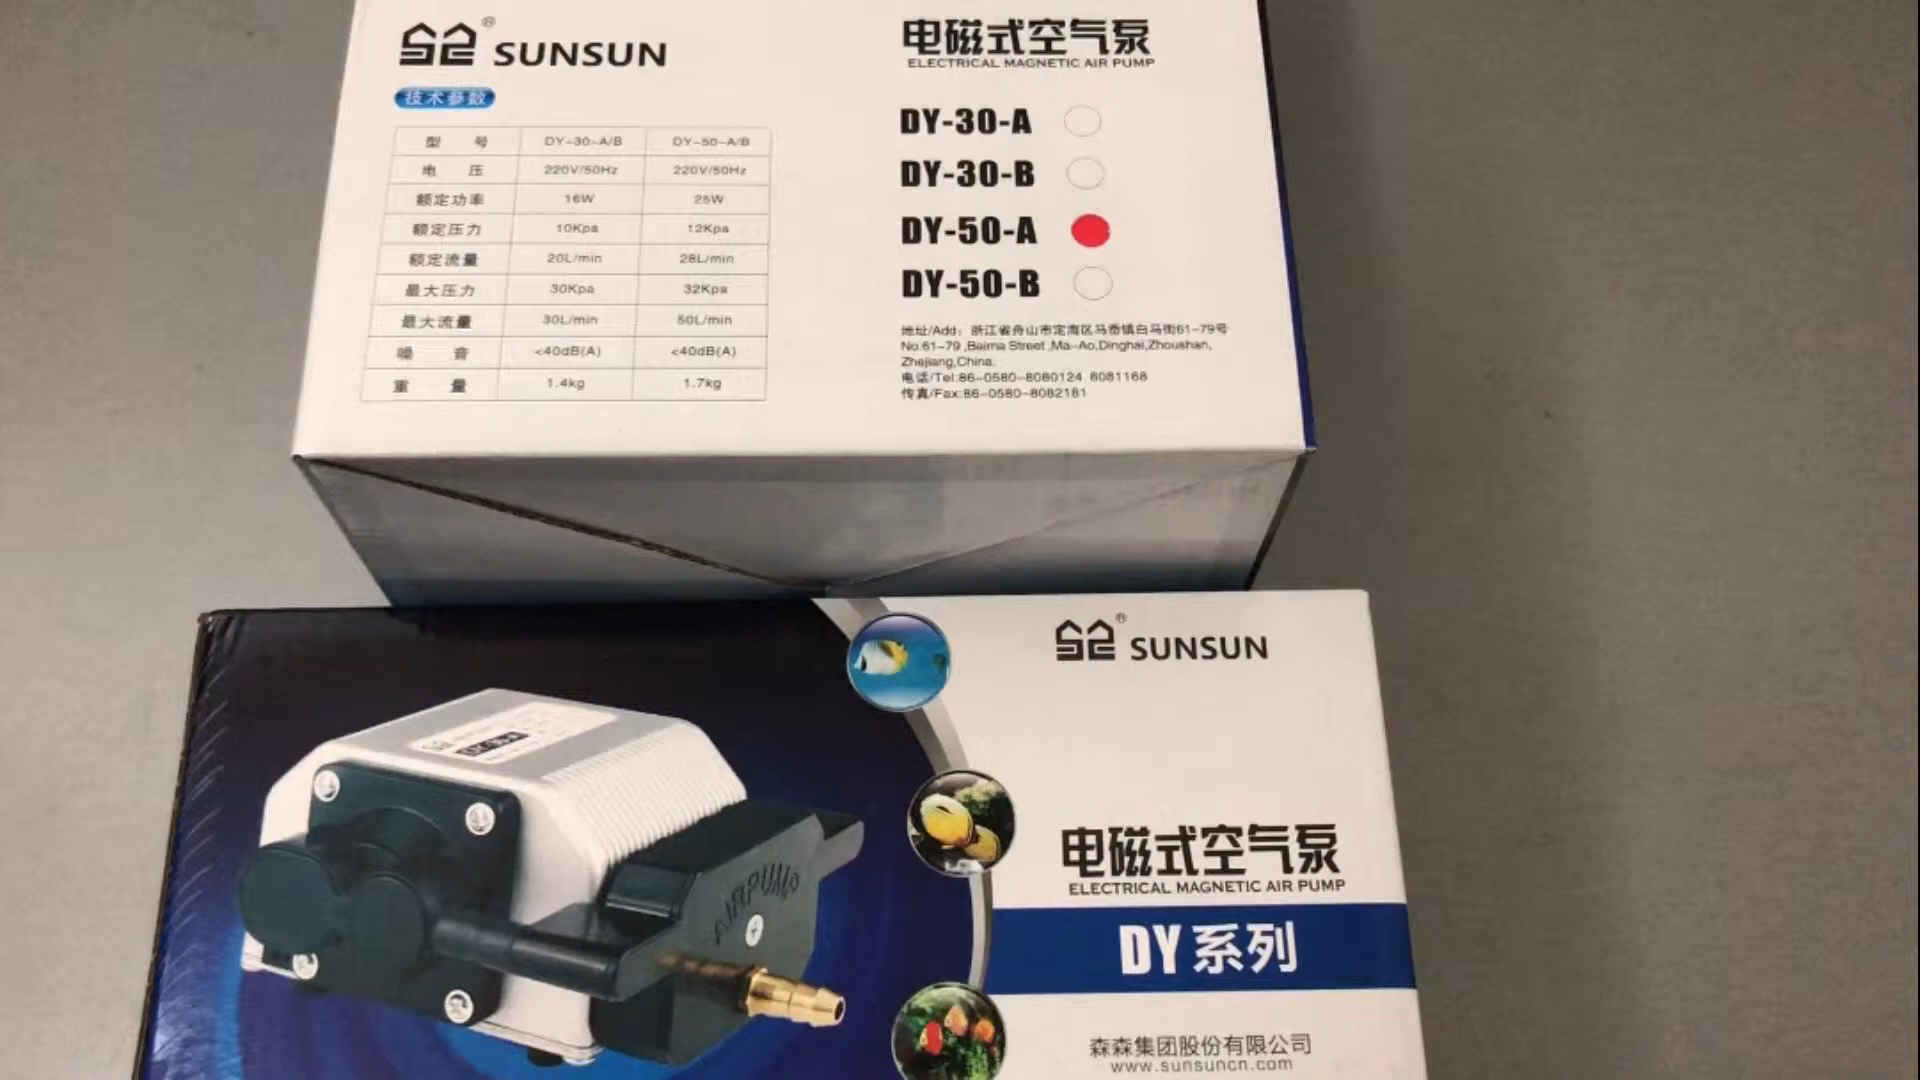 SUNSUN
技术参数
型号 DY-30-A/B DY-50-A/B
电压 220V/50Hz 220V/50Hz
额定功率 16W 25W
额定压力 10Kpa 12Kpa
额定流量 20L/min 28L/min
最大压力 30Kpa 32Kpa
最大流量 30L/min 50L/min
噪音 <40dB(A) <40dB(A)
重量 1.4kg 1.7kg
电磁式空气泵
ELECTRICAL MAGNETIC AIR PUMP
DY-30-A
DY-30-B
DY-50-A
DY-50-B
地址/Add: 浙江省舟山市定海区马岙镇白马街61-79号
No.61-79 ,Baima Street ,Ma-Ao,Dinghai,Zhoushan,
Zhejiang,China.
电话/Tel:86-0580-8080124 8081168
传真/Fax:86-0580-8082181
SUNSUN
电磁式空气泵
ELECTRICAL MAGNETIC AIR PUMP
DY系列
森森集团股份有限公司
www.sunsuncn.com
AIR PUMP